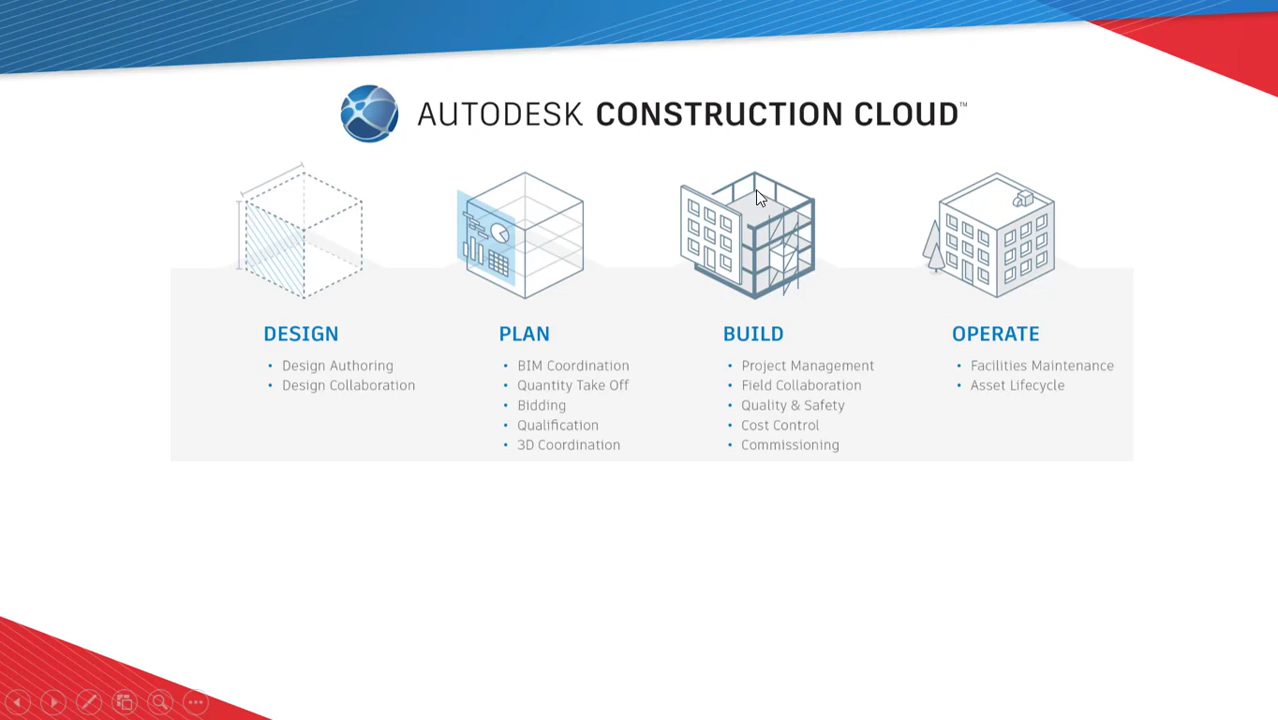 AUTODESK CONSTRUCTION CLOUD™
DESIGN
• Design Authoring
• Design Collaboration
PLAN
• BIM Coordination
• Quantity Take Off
• Bidding
• Qualification
• 3D Coordination
BUILD
• Project Management
• Field Collaboration
• Quality & Safety
• Cost Control
• Commissioning
OPERATE
• Facilities Maintenance
• Asset Lifecycle